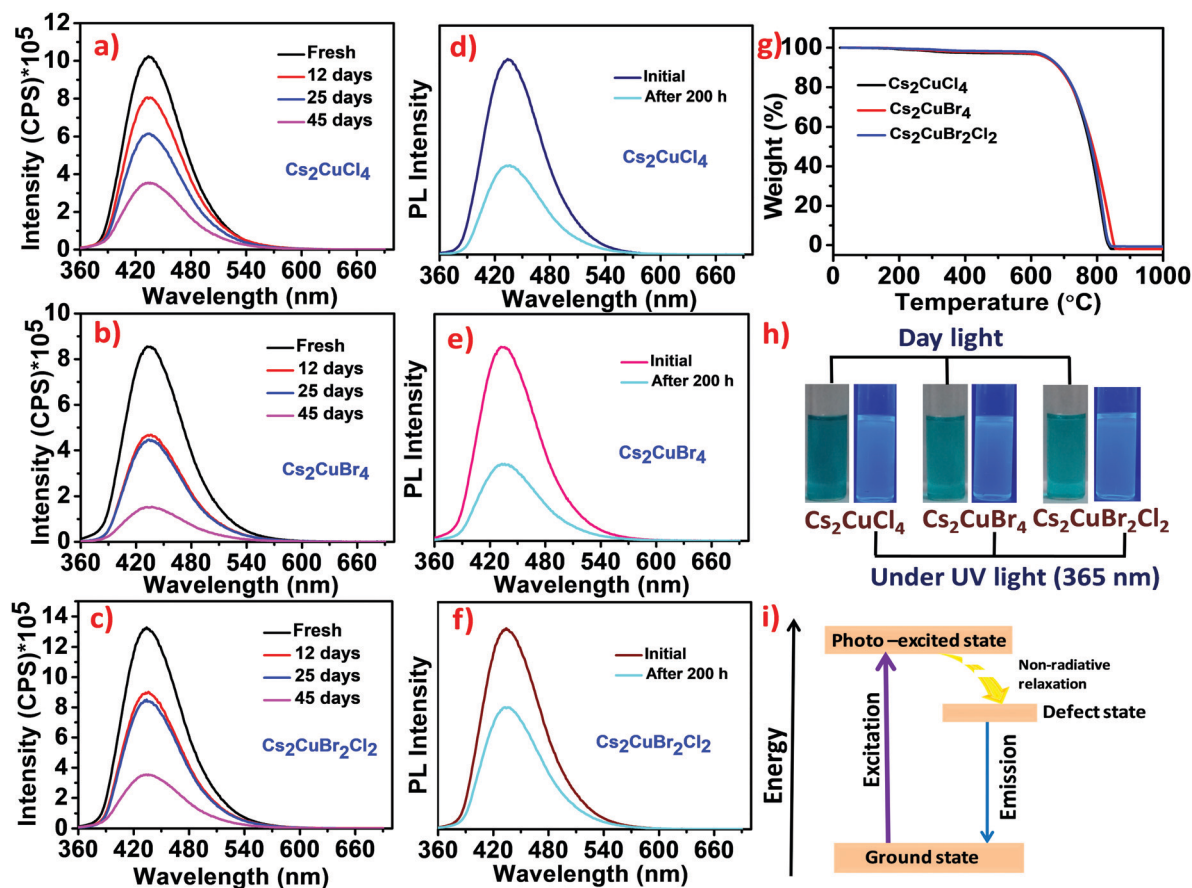 a)
Intensity (CPS)*10⁵
10
8
6
4
2
0
Fresh
12 days
25 days
45 days
Cs₂CuCl₄
360 420 480 540 600 660
Wavelength (nm)
b)
Intensity (CPS)*10⁵
10
8
6
4
2
0
Fresh
12 days
25 days
45 days
Cs₂CuBr₄
360 420 480 540 600 660
Wavelength (nm)
c)
Intensity (CPS)*10⁵
14
12
10
8
6
4
2
0
Fresh
12 days
25 days
45 days
Cs₂CuBr₂Cl₂
360 420 480 540 600 660
Wavelength (nm)
d)
PL Intensity
Initial
After 200 h
Cs₂CuCl₄
360 420 480 540 600 660
Wavelength (nm)
e)
PL Intensity
Initial
After 200 h
Cs₂CuBr₄
360 420 480 540 600 660
Wavelength (nm)
f)
PL Intensity
Initial
After 200 h
Cs₂CuBr₂Cl₂
360 420 480 540 600 660
Wavelength (nm)
g)
Weight (%)
100
80
60
40
20
0
Cs₂CuCl₄
Cs₂CuBr₄
Cs₂CuBr₂Cl₂
0 200 400 600 800 1000
Temperature (°C)
h)
Day light
Cs₂CuCl₄ Cs₂CuBr₄ Cs₂CuBr₂Cl₂
Under UV light (365 nm)
i)
Energy
Photo –excited state
Non-radiative
relaxation
Defect state
Excitation
Emission
Ground state